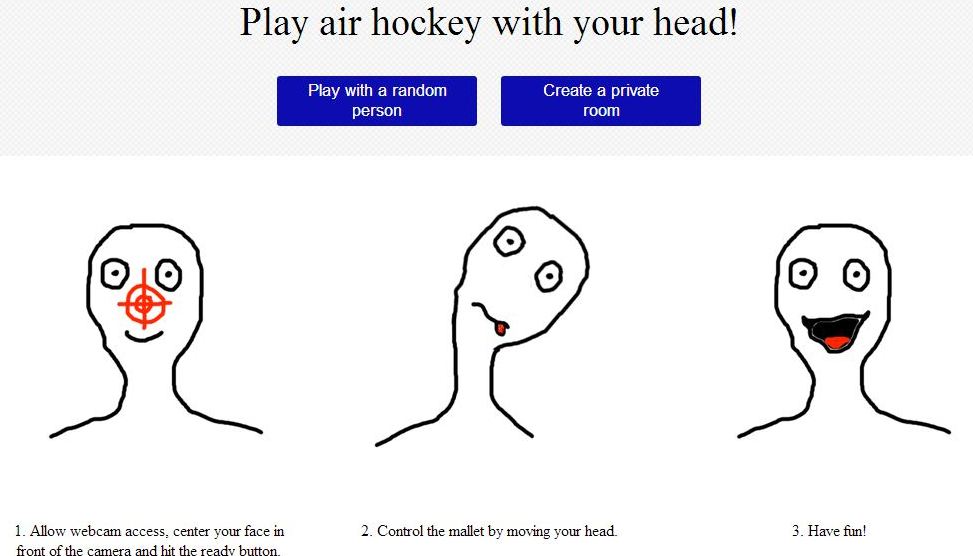 Play air hockey with your head!
Play with a random
person
Create a private
room
1. Allow webcam access, center your face in
front of the camera and hit the ready button.
2. Control the mallet by moving your head.
3. Have fun!